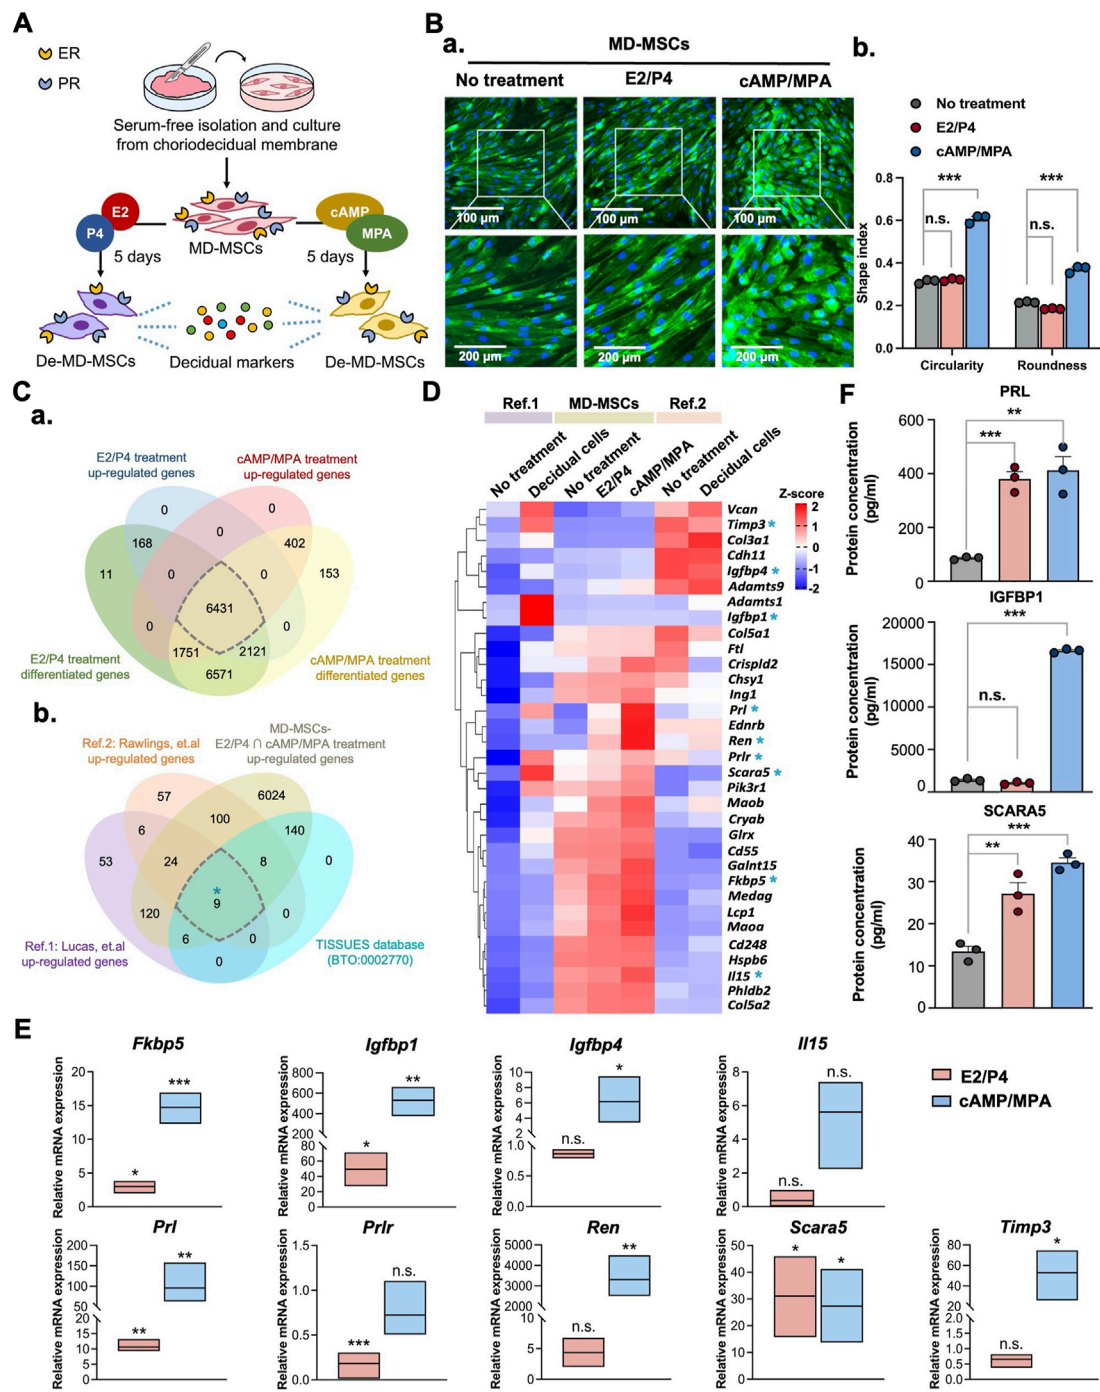 A
ER
PR
Serum-free isolation and culture
from choriodecidual membrane
E2
P4
cAMP
MPA
MD-MSCs
5 days
5 days
De-MD-MSCs
Decidual markers
De-MD-MSCs
B
a.
MD-MSCs
No treatment
E2/P4
cAMP/MPA
100 µm
100 µm
100 µm
200 µm
200 µm
200 µm
b.
No treatment
E2/P4
cAMP/MPA
Shape index
0.8
0.6
0.4
0.2
0.0
***
n.s.
***
n.s.
Circularity
Roundness
C
a.
E2/P4 treatment
up-regulated genes
cAMP/MPA treatment
up-regulated genes
0
0
168
0
402
11
0
0
153
6431
0
0
1751
2121
6571
E2/P4 treatment
differentiated genes
cAMP/MPA treatment
differentiated genes
b.
MD-MSCs-
E2/P4 ∩ cAMP/MPA treatment
up-regulated genes
Ref.2: Rawlings, et.al
up-regulated genes
57
6024
6
100
140
53
24
8
0
*
9
120
0
6
0
0
Ref.1: Lucas, et.al
up-regulated genes
TISSUES database
(BTO:0002770)
D
Ref.1
MD-MSCs
Ref.2
No treatment
Decidual cells
No treatment
E2/P4
cAMP/MPA
No treatment
Decidual cells
Z-score
2
1
0
-1
-2
Vcan
Timp3 *
Col3a1
Cdh11
Igfbp4 *
Adamts9
Adamts1
Igfbp1 *
Col5a1
Ftl
Crispld2
Chsy1
Ing1
Prl *
Ednrb
Ren *
Prlr *
Scara5 *
Pik3r1
Maob
Cryab
Glrx
Cd55
Galnt15
Fkbp5 *
Medag
Lcp1
Maoa
Cd248
Hspb6
Il15 *
Phldb2
Col5a2
F
PRL
Protein concentration
(pg/ml)
600
400
200
0
**
***
IGFBP1
Protein concentration
(pg/ml)
20000
15000
10000
5000
0
***
n.s.
SCARA5
Protein concentration
(pg/ml)
40
30
20
10
0
***
**
E
Fkbp5
Relative mRNA expression
20
15
10
5
0
*
***
Igfbp1
Relative mRNA expression
800
600
400
200
80
60
40
20
0
*
**
Igfbp4
Relative mRNA expression
10
8
6
4
2
1.0
0.5
0.0
n.s.
*
Il15
Relative mRNA expression
8
6
4
2
0
n.s.
n.s.
E2/P4
cAMP/MPA
Prl
Relative mRNA expression
200
150
100
50
20
15
10
5
0
**
**
Prlr
Relative mRNA expression
1.5
1.0
0.5
0.0
***
n.s.
Ren
Relative mRNA expression
5000
4000
3000
2000
10
5
0
n.s.
**
Scara5
Relative mRNA expression
50
40
30
20
10
0
*
*
Timp3
Relative mRNA expression
80
60
40
20
2.0
1.5
1.0
0.5
0.0
n.s.
*